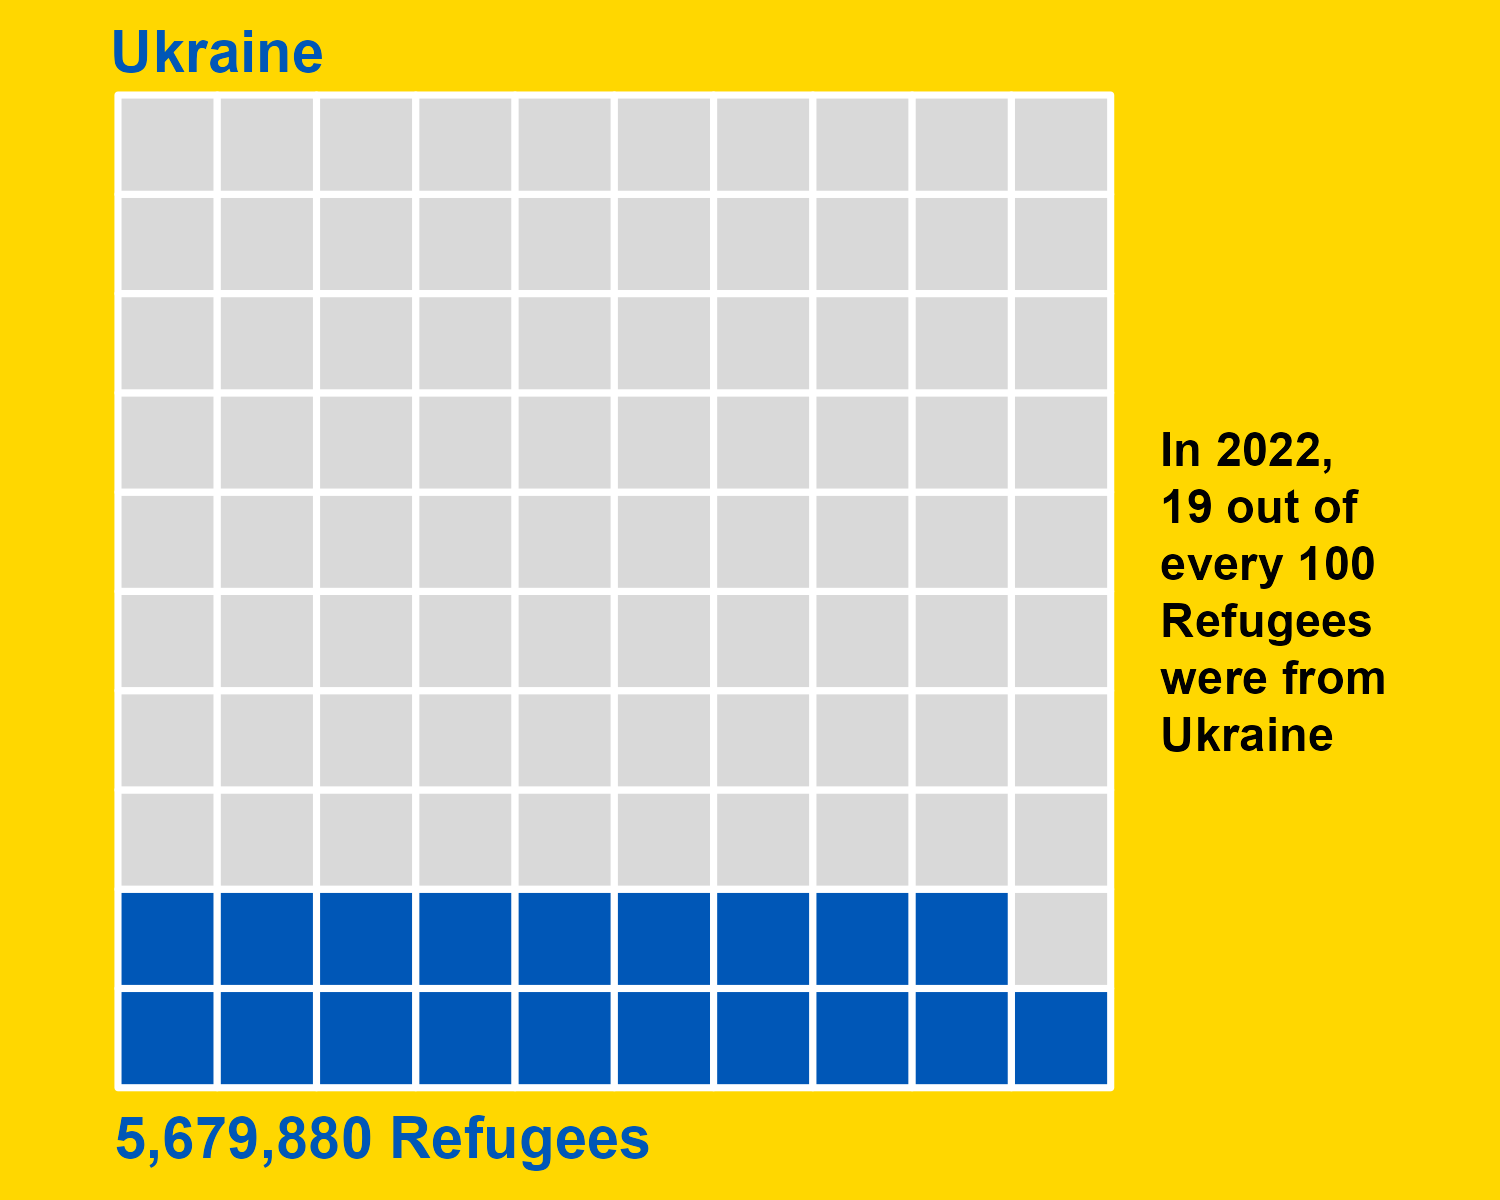 Ukraine
In 2022,
19 out of
every 100
Refugees
were from
Ukraine
5,679,880 Refugees